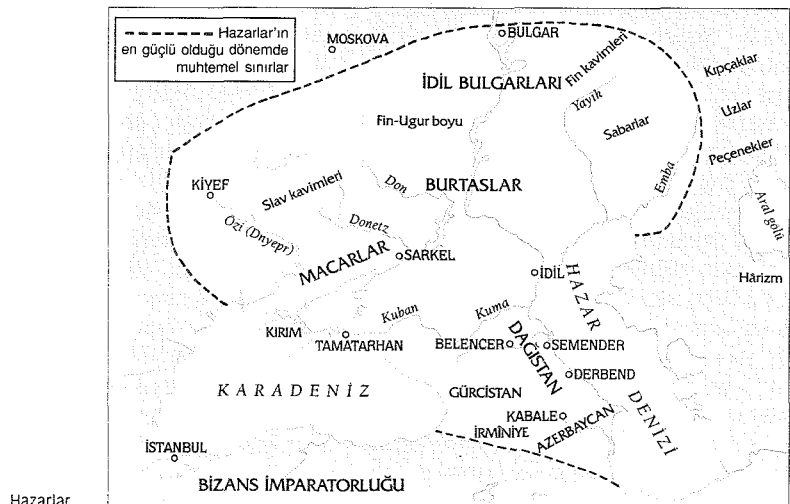 Hazarlar'ın
en güçlü olduğu dönemde
muhtemel sınırlar
MOSKOVA
BULGAR
Fin kavimleri
Kıpçaklar
İDİL BULGARLARI
Yayık
Uzlar
Fin-Ugur boyu
Sabarlar
Peçenekler
KİYEF
Slav kavimleri
Don
BURTASLAR
Emba
Aral gölü
Özi (Dnyepr)
Donetz
MACARLAR
SARKEL
İDİL
HAZAR DENİZİ
Hârizm
Kuban
Kuma
KIRIM
TAMATARHAN
BELENCER
DAĞISTAN
SEMENDER
DERBEND
KARADENİZ
GÜRCİSTAN
KABALE
İRMÎNİYE
AZERBAYCAN
İSTANBUL
BİZANS İMPARATORLUĞU
Hazarlar